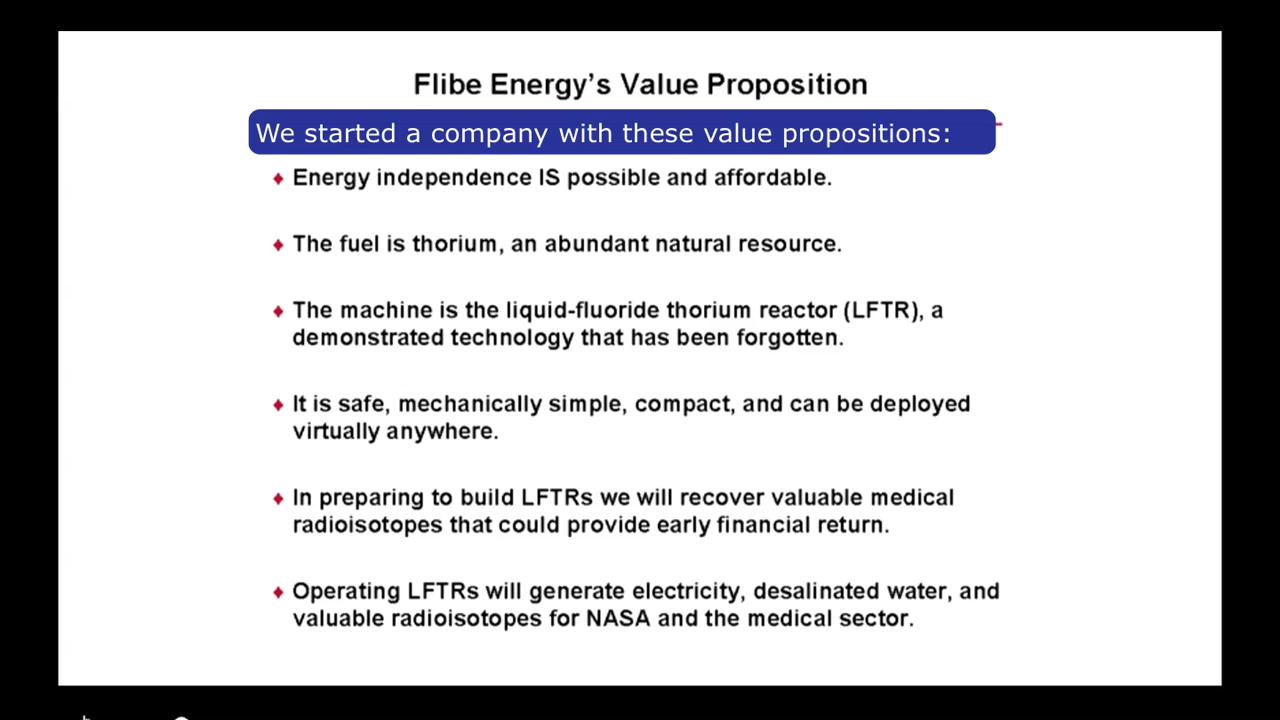 Flibe Energy's Value Proposition
We started a company with these value propositions:
♦ Energy independence IS possible and affordable.
♦ The fuel is thorium, an abundant natural resource.
♦ The machine is the liquid-fluoride thorium reactor (LFTR), a
demonstrated technology that has been forgotten.
♦ It is safe, mechanically simple, compact, and can be deployed
virtually anywhere.
♦ In preparing to build LFTRs we will recover valuable medical
radioisotopes that could provide early financial return.
♦ Operating LFTRs will generate electricity, desalinated water, and
valuable radioisotopes for NASA and the medical sector.